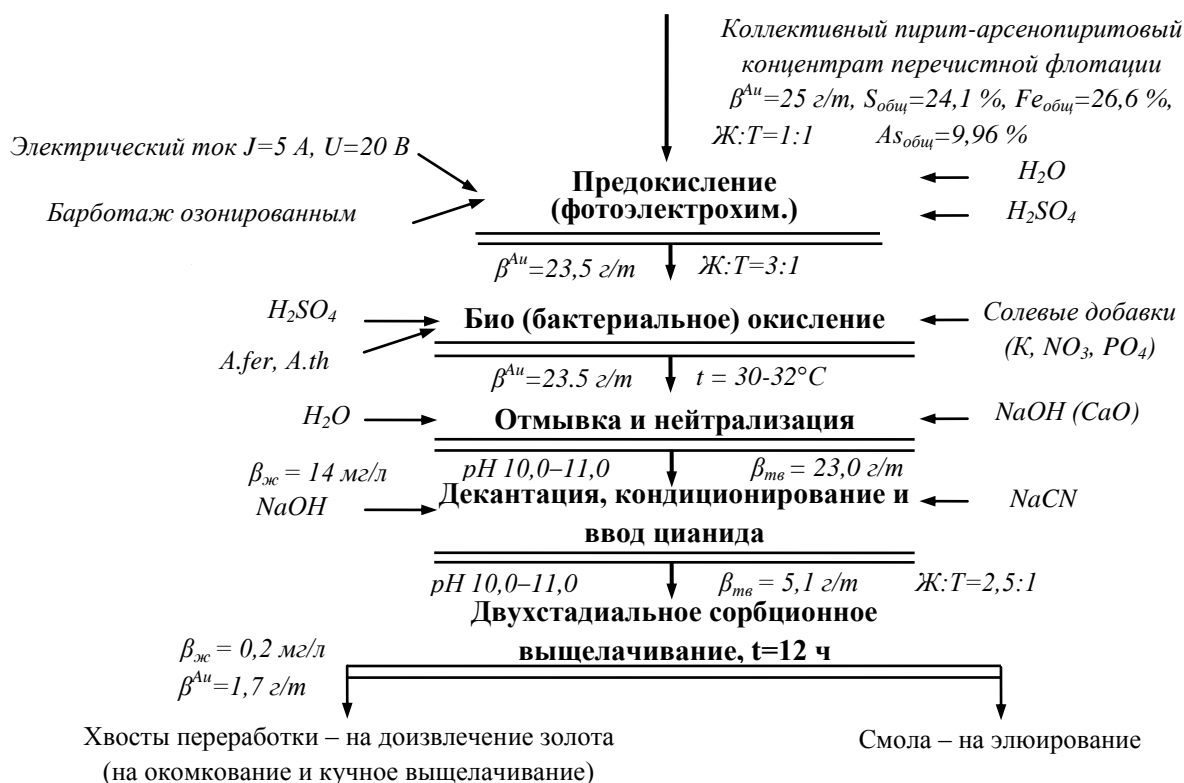 Коллективный пирит-арсенопиритовый
концентрат перечистной флотации
β^Au=25 г/т, S_общ=24,1 %, Fe_общ=26,6 %,
Ж:Т=1:1 As_общ=9,96 %
Электрический ток J=5 А, U=20 В
Барботаж озонированным
Предокисление
(фотоэлектрохим.)
H₂O
H₂SO₄
β^Au=23,5 г/т Ж:Т=3:1
H₂SO₄
A.fer, A.th
Био (бактериальное) окисление
Солевые добавки
(К, NO₃, PO₄)
β^Au=23.5 г/т t = 30-32°С
H₂O
Отмывка и нейтрализация
NaOH (CaO)
β_ж = 14 мг/л
pH 10,0–11,0 β_тв = 23,0 г/т
NaOH
Декантация, кондиционирование и
ввод цианида
NaCN
pH 10,0–11,0 β_тв = 5,1 г/т Ж:Т=2,5:1
Двухстадиальное сорбционное
выщелачивание, t=12 ч
β_ж = 0,2 мг/л
β^Au=1,7 г/т
Хвосты переработки – на доизвлечение золота
(на окомкование и кучное выщелачивание)
Смола – на элюирование